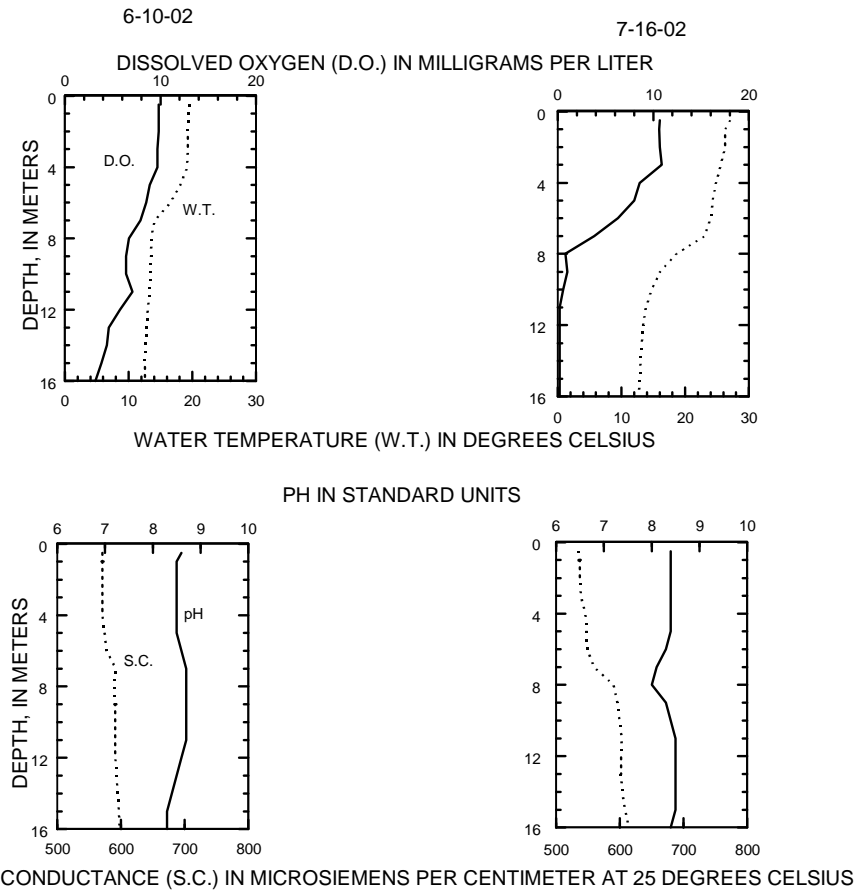 6-10-02
7-16-02
DISSOLVED OXYGEN (D.O.) IN MILLIGRAMS PER LITER
0 10 20
0 10 20
DEPTH, IN METERS
0
4
8
12
16
D.O.
W.T.
0 10 20 30
0
4
8
12
16
0 10 20 30
WATER TEMPERATURE (W.T.) IN DEGREES CELSIUS
PH IN STANDARD UNITS
6 7 8 9 10
6 7 8 9 10
DEPTH, IN METERS
0
4
8
12
16
pH
S.C.
500 600 700 800
0
4
8
12
16
500 600 700 800
CONDUCTANCE (S.C.) IN MICROSIEMENS PER CENTIMETER AT 25 DEGREES CELSIUS